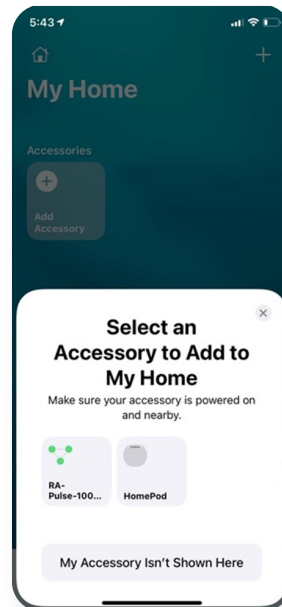 5:43
My Home
Accessories
Add
Accessory
Select an
Accessory to Add to
My Home
Make sure your accessory is powered on
and nearby.
RA-
Pulse-100...
HomePod
My Accessory Isn't Shown Here